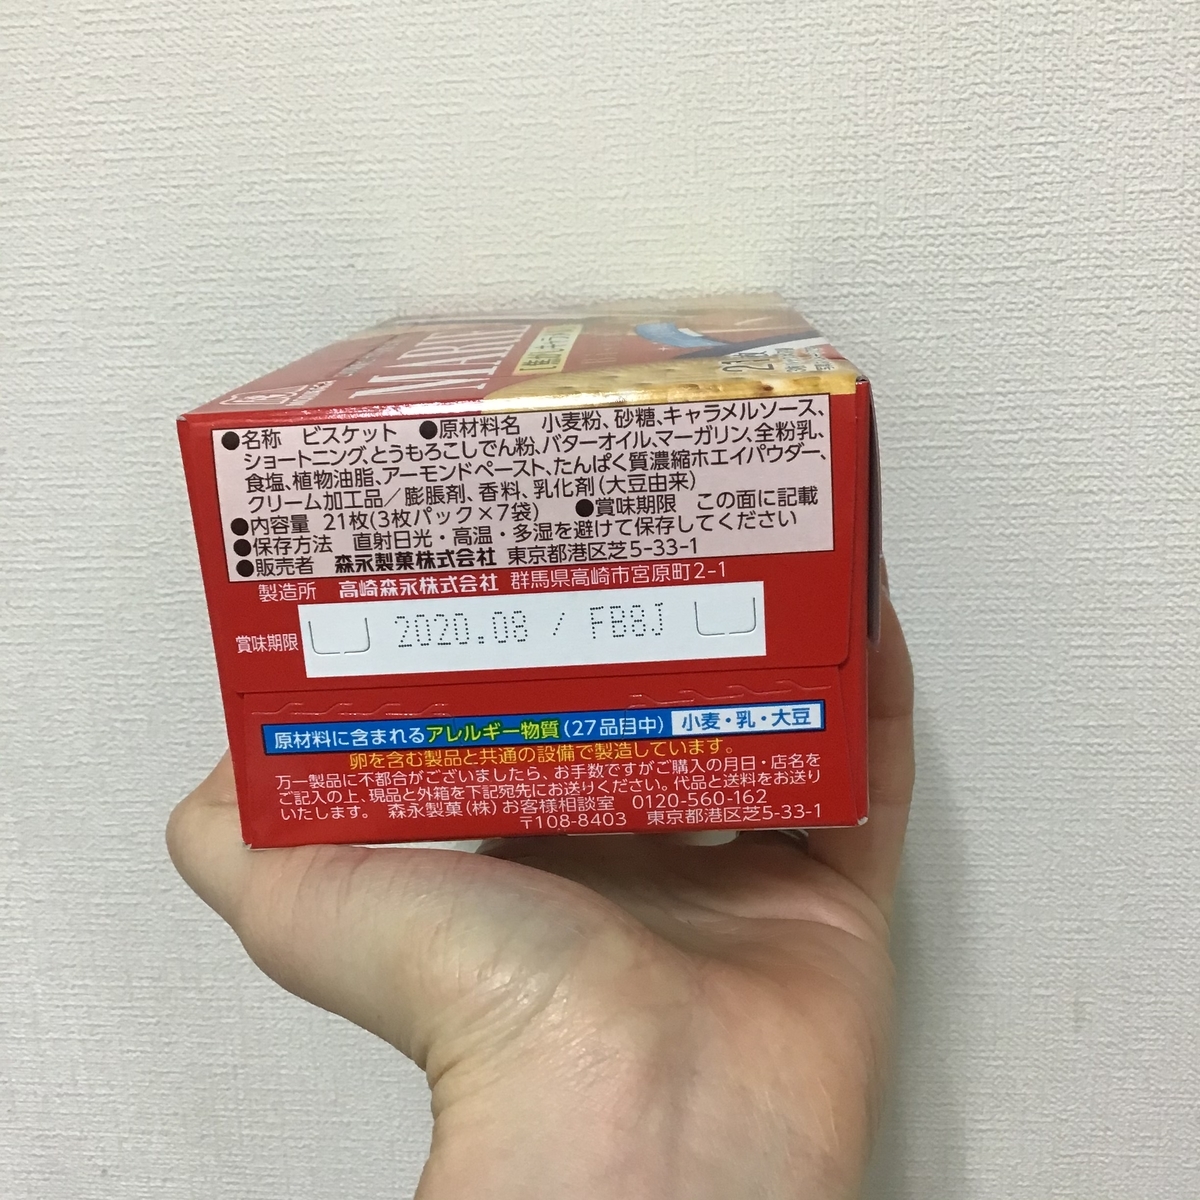 MARIE
21枚
●名称 ビスケット ●原材料名 小麦粉、砂糖、キャラメルソース、
ショートニング、とうもろこしでん粉、バターオイル、マーガリン、全粉乳、
食塩、植物油脂、アーモンドペースト、たんぱく質濃縮ホエイパウダー、
クリーム加工品／膨脹剤、香料、乳化剤(大豆由来)
●内容量 21枚(3枚パック×7袋) ●賞味期限 この面に記載
●保存方法 直射日光・高温・多湿を避けて保存してください
●販売者 森永製菓株式会社 東京都港区芝5-33-1
製造所 高崎森永株式会社 群馬県高崎市宮原町2-1
賞味期限 2020.08 / FB8J
原材料に含まれるアレルギー物質(27品目中) 小麦・乳・大豆
卵を含む製品と共通の設備で製造しています。
万一製品に不都合がございましたら、お手数ですがご購入の月日・店名を
ご記入の上、現品と外箱を下記宛先にお送りください。代品と送料をお送り
いたします。 森永製菓(株)お客様相談室 0120-560-162
〒108-8403 東京都港区芝5-33-1